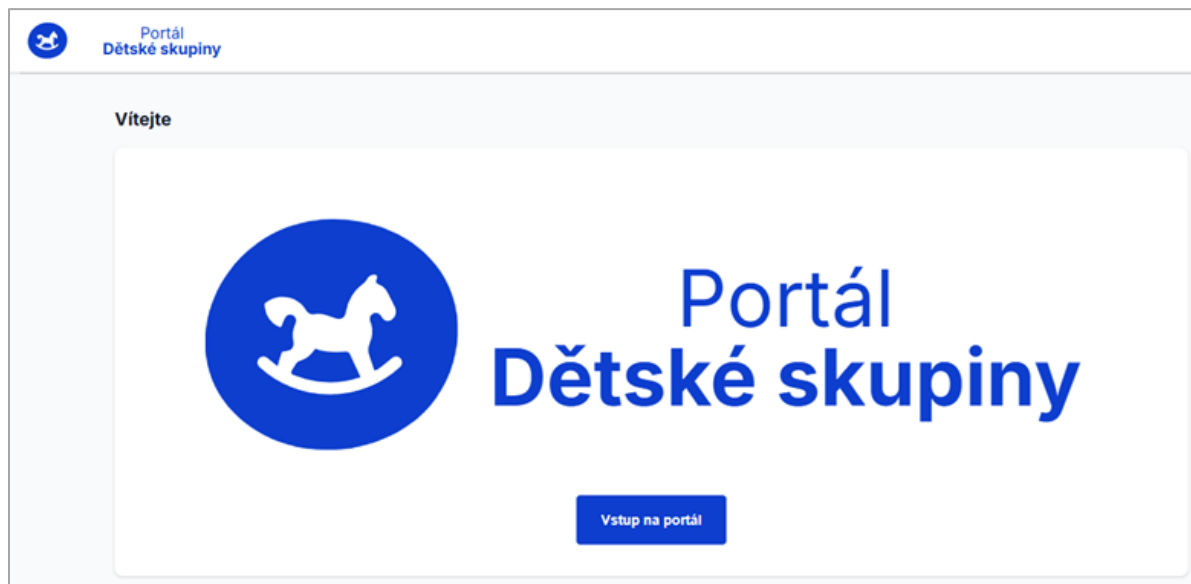 Portál
Dětské skupiny
Vítejte
Portál
Dětské skupiny
Vstup na portál